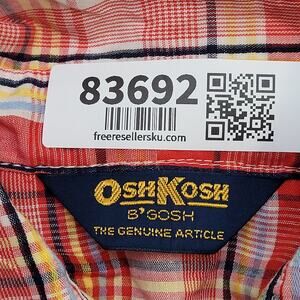 83692
freeresellersku.com
OSHKOSH
B'GOSH
THE GENUINE ARTICLE